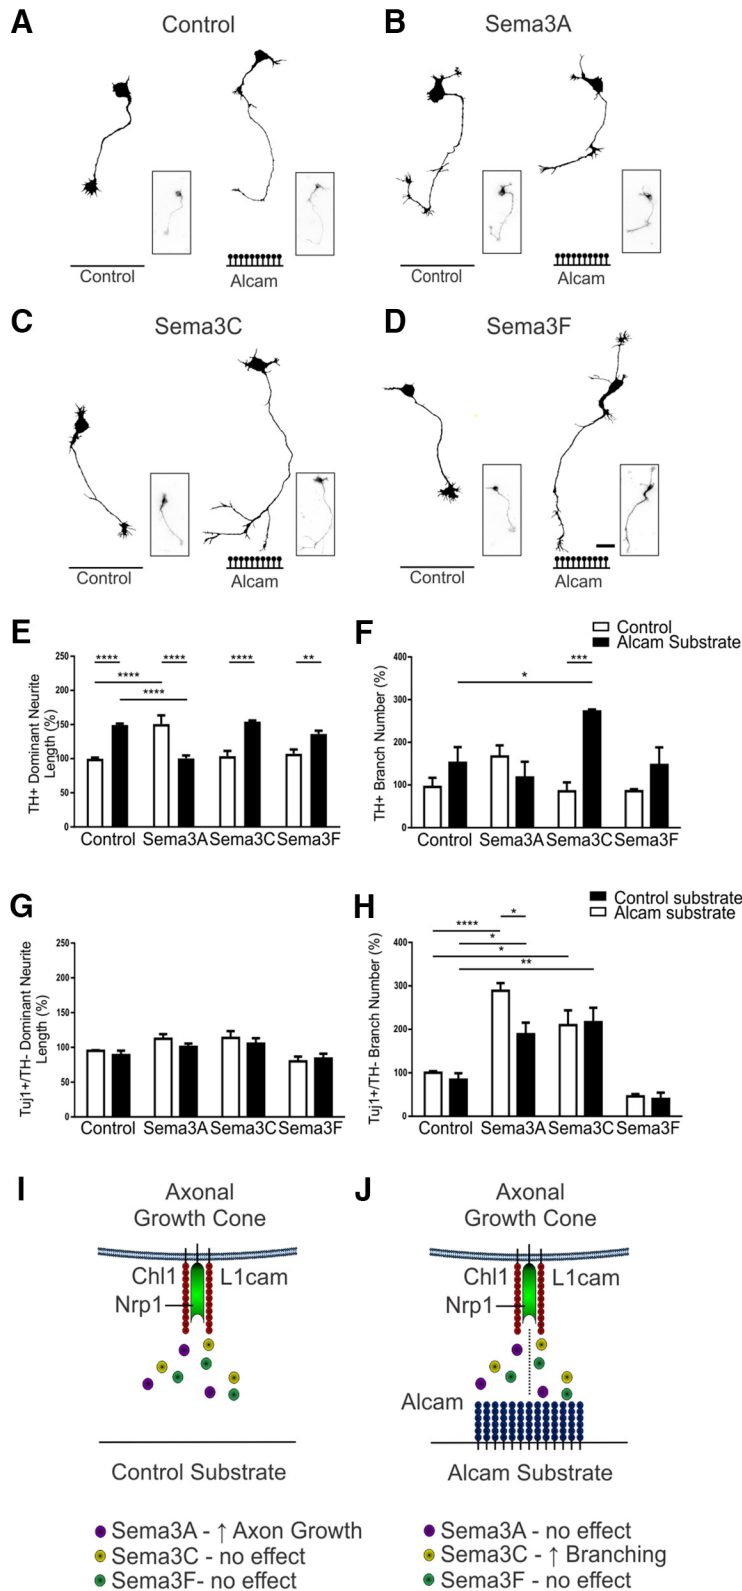 A
Control
B
Sema3A
Control
Alcam
Control
Alcam
C
Sema3C
D
Sema3F
Control
Alcam
Control
Alcam
E
TH+ Dominant Neurite
Length (%)
250
200
150
100
50
0
****
****
****
**
****
****
Control Sema3A Sema3C Sema3F
F
Control
Alcam Substrate
TH+ Branch Number (%)
400
300
200
100
0
***
*
Control Sema3A Sema3C Sema3F
G
Tuj1+/TH- Dominant Neurite
Length (%)
250
200
150
100
50
0
Control Sema3A Sema3C Sema3F
H
Control substrate
Alcam substrate
Tuj1+/TH- Branch Number (%)
400
300
200
100
0
*
****
*
*
**
Control Sema3A Sema3C Sema3F
I
Axonal
Growth Cone
Chl1
L1cam
Nrp1
Control Substrate
Sema3A - ↑ Axon Growth
Sema3C - no effect
Sema3F- no effect
J
Axonal
Growth Cone
Chl1
L1cam
Nrp1
Alcam
Alcam Substrate
Sema3A - no effect
Sema3C - ↑ Branching
Sema3F - no effect